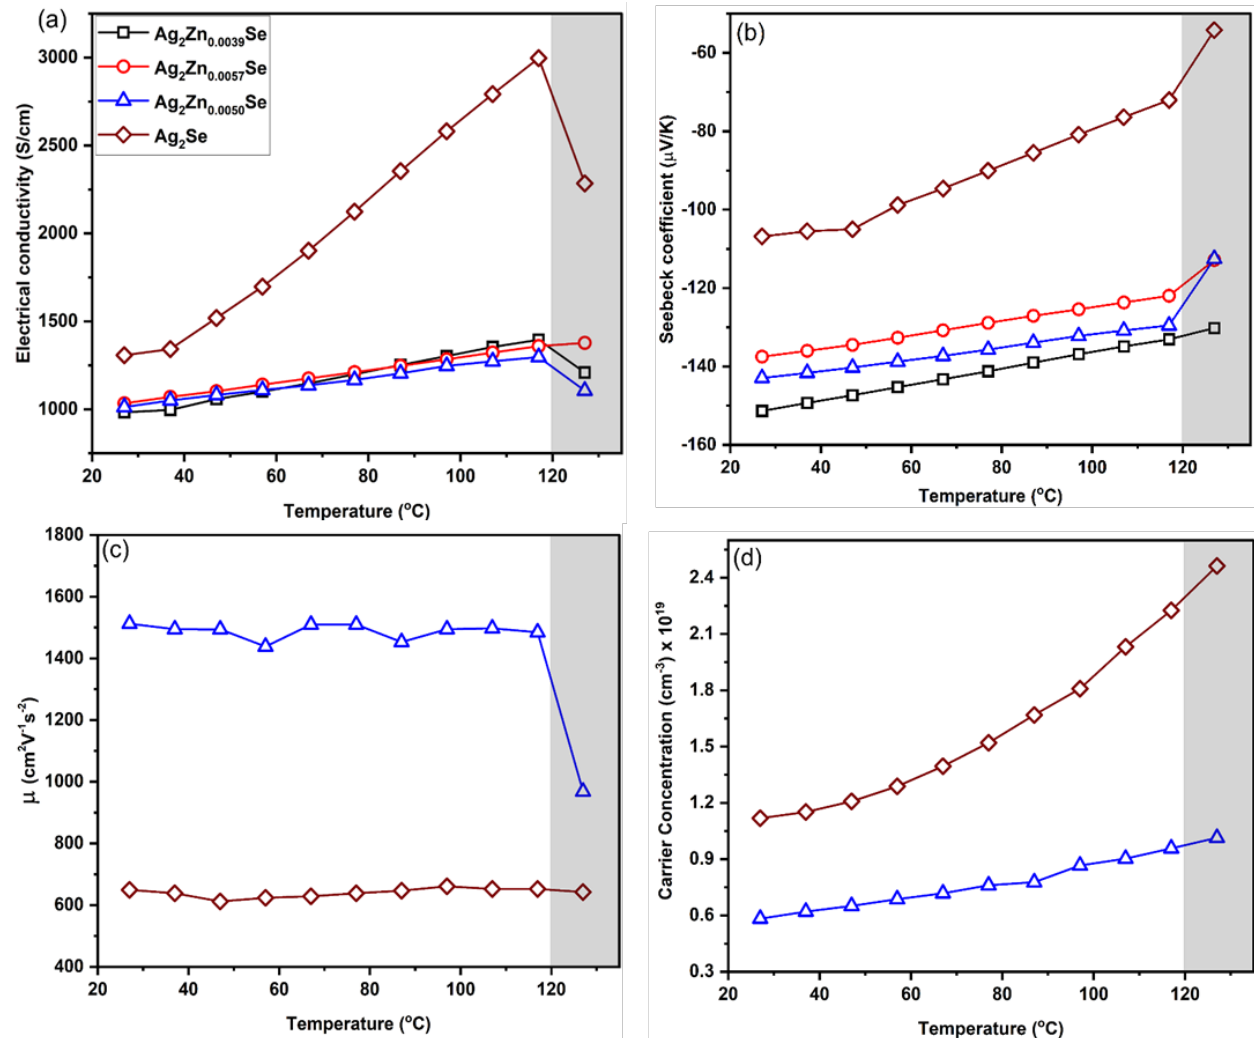 (a)
Ag₂Zn₀.₀₀₃₉Se
Ag₂Zn₀.₀₀₅₇Se
Ag₂Zn₀.₀₀₅₀Se
Ag₂Se
Electrical conductivity (S/cm)
3000
2500
2000
1500
1000
20 40 60 80 100 120
Temperature (°C)
(b)
Seebeck coefficient (μV/K)
-60
-80
-100
-120
-140
-160
20 40 60 80 100 120
Temperature (°C)
(c)
μ (cm²V⁻¹s⁻²)
1800
1600
1400
1200
1000
800
600
400
20 40 60 80 100 120
Temperature (°C)
(d)
Carrier Concentration (cm⁻³) x 10¹⁹
2.4
2.1
1.8
1.5
1.2
0.9
0.6
0.3
20 40 60 80 100 120
Temperature (°C)